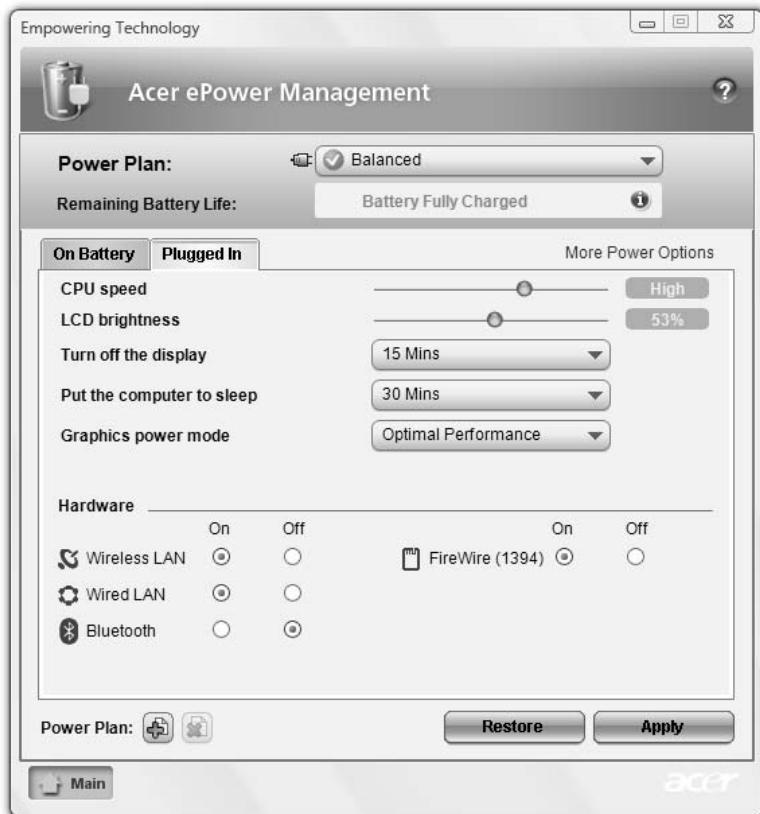 Empowering Technology
Acer ePower Management
?
Power Plan: Balanced
Remaining Battery Life: Battery Fully Charged
On Battery Plugged In More Power Options
CPU speed High
LCD brightness 53%
Turn off the display 15 Mins
Put the computer to sleep 30 Mins
Graphics power mode Optimal Performance
Hardware
On Off On Off
Wireless LAN FireWire (1394)
Wired LAN
Bluetooth
Power Plan: Restore Apply
Main acer